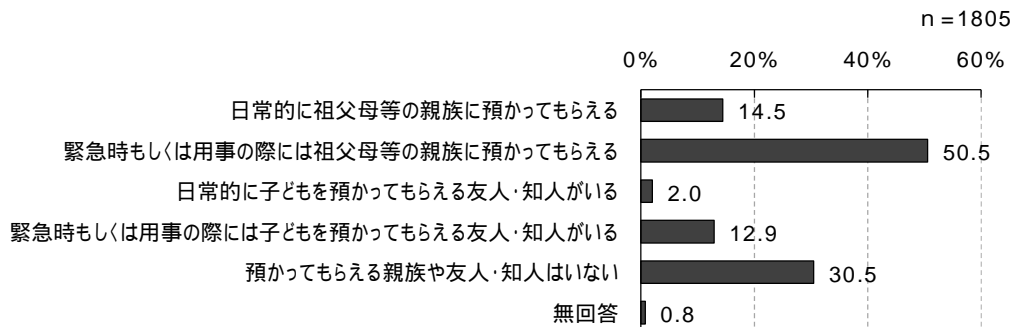 n =1805
0% 20% 40% 60%
日常的に祖父母等の親族に預かってもらえる 14.5
緊急時もしくは用事の際には祖父母等の親族に預かってもらえる 50.5
日常的に子どもを預かってもらえる友人・知人がいる 2.0
緊急時もしくは用事の際には子どもを預かってもらえる友人・知人がいる 12.9
預かってもらえる親族や友人・知人はいない 30.5
無回答 0.8